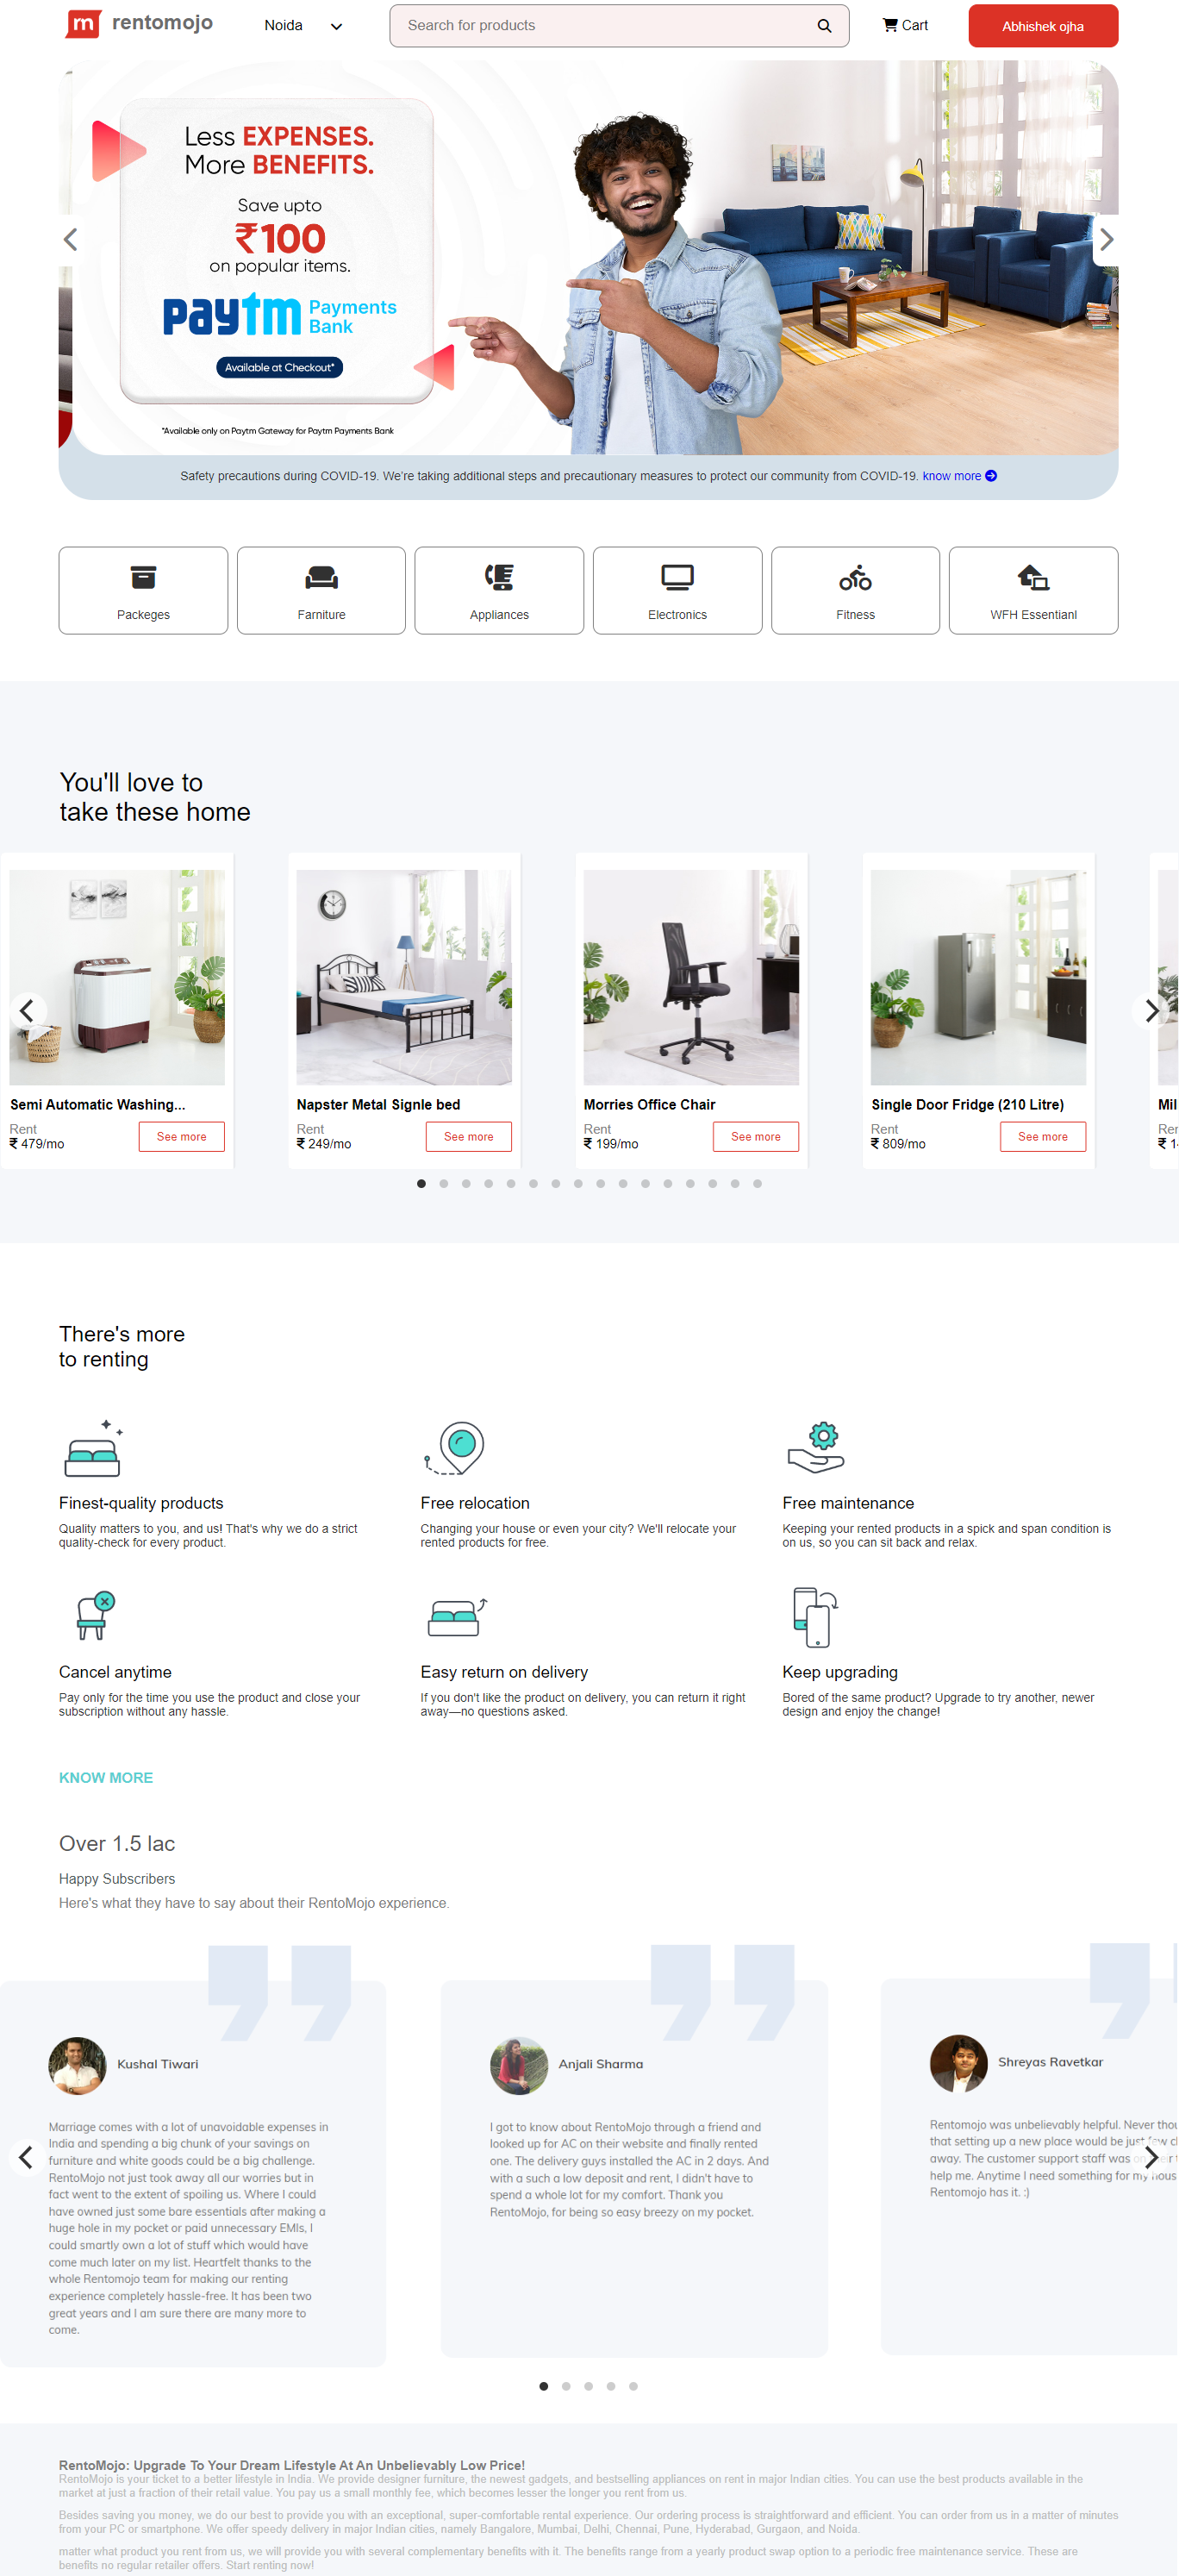 m rentomojo
Noida
Search for products
Cart
Abhishek ojha
Less EXPENSES.
More BENEFITS.
Save upto
₹100
on popular items.
paytm Payments
Bank
Available at Checkout*
*Available only on Paytm Gateway for Paytm Payments Bank
Safety precautions during COVID-19. We're taking additional steps and precautionary measures to protect our community from COVID-19. know more
Packeges
Farniture
Appliances
Electronics
Fitness
WFH Essentianl
You'll love to
take these home
Semi Automatic Washing...
Rent
₹ 479/mo
See more
Napster Metal Signle bed
Rent
₹ 249/mo
See more
Morries Office Chair
Rent
₹ 199/mo
See more
Single Door Fridge (210 Litre)
Rent
₹ 809/mo
See more
Mil
Rer
₹ 1
There's more
to renting
Finest-quality products
Quality matters to you, and us! That's why we do a strict
quality-check for every product.
Free relocation
Changing your house or even your city? We'll relocate your
rented products for free.
Free maintenance
Keeping your rented products in a spick and span condition is
on us, so you can sit back and relax.
Cancel anytime
Pay only for the time you use the product and close your
subscription without any hassle.
Easy return on delivery
If you don't like the product on delivery, you can return it right
away—no questions asked.
Keep upgrading
Bored of the same product? Upgrade to try another, newer
design and enjoy the change!
KNOW MORE
Over 1.5 lac
Happy Subscribers
Here's what they have to say about their RentoMojo experience.
Kushal Tiwari
Marriage comes with a lot of unavoidable expenses in
India and spending a big chunk of your savings on
furniture and white goods could be a big challenge.
RentoMojo not just took away all our worries but in
fact went to the extent of spoiling us. Where I could
have owned just some bare essentials after making a
huge hole in my pocket or paid unnecessary EMIs, I
could smartly own a lot of stuff which would have
come much later on my list. Heartfelt thanks to the
whole Rentomojo team for making our renting
experience completely hassle-free. It has been two
great years and I am sure there are many more to
come.
Anjali Sharma
I got to know about RentoMojo through a friend and
looked up for AC on their website and finally rented
one. The delivery guys installed the AC in 2 days. And
with a such a low deposit and rent, I didn't have to
spend a whole lot for my comfort. Thank you
RentoMojo, for being so easy breezy on my pocket.
Shreyas Ravetkar
Rentomojo was unbelievably helpful. Never thou
that setting up a new place would be just
away. The customer support staff was
help me. Anytime I need something for my hous
Rentomojo has it. :)
RentoMojo: Upgrade To Your Dream Lifestyle At An Unbelievably Low Price!
RentoMojo is your ticket to a better lifestyle in India. We provide designer furniture, the newest gadgets, and bestselling appliances on rent in major Indian cities. You can use the best products available in the
market at just a fraction of their retail value. You pay us a small monthly fee, which becomes lesser the longer you rent from us.
Besides saving you money, we do our best to provide you with an exceptional, super-comfortable rental experience. Our ordering process is straightforward and efficient. You can order from us in a matter of minutes
from your PC or smartphone. We offer speedy delivery in major Indian cities, namely Bangalore, Mumbai, Delhi, Chennai, Pune, Hyderabad, Gurgaon, and Noida.
matter what product you rent from us, we will provide you with several complementary benefits with it. The benefits range from a yearly product swap option to a periodic free maintenance service. These are
benefits no regular retailer offers. Start renting now!